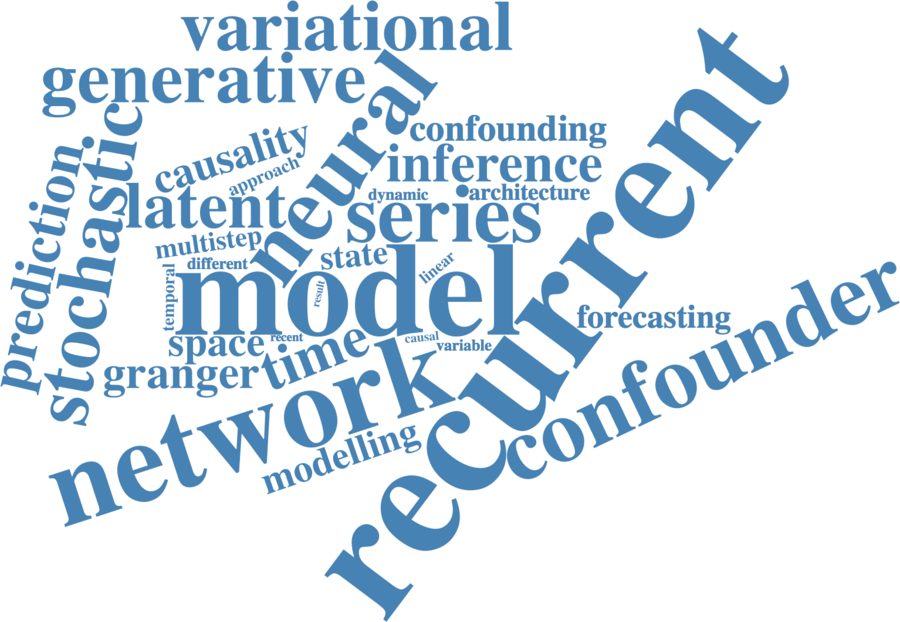 variational
generative
neural
recurrent
stochastic
prediction
causality
approach
confounding
inference
latent
dynamic
architecture
series
multistep
different
state
linear
temporal
model
result
forecasting
space
recent
time
causal
variable
granger
confounder
network
modelling